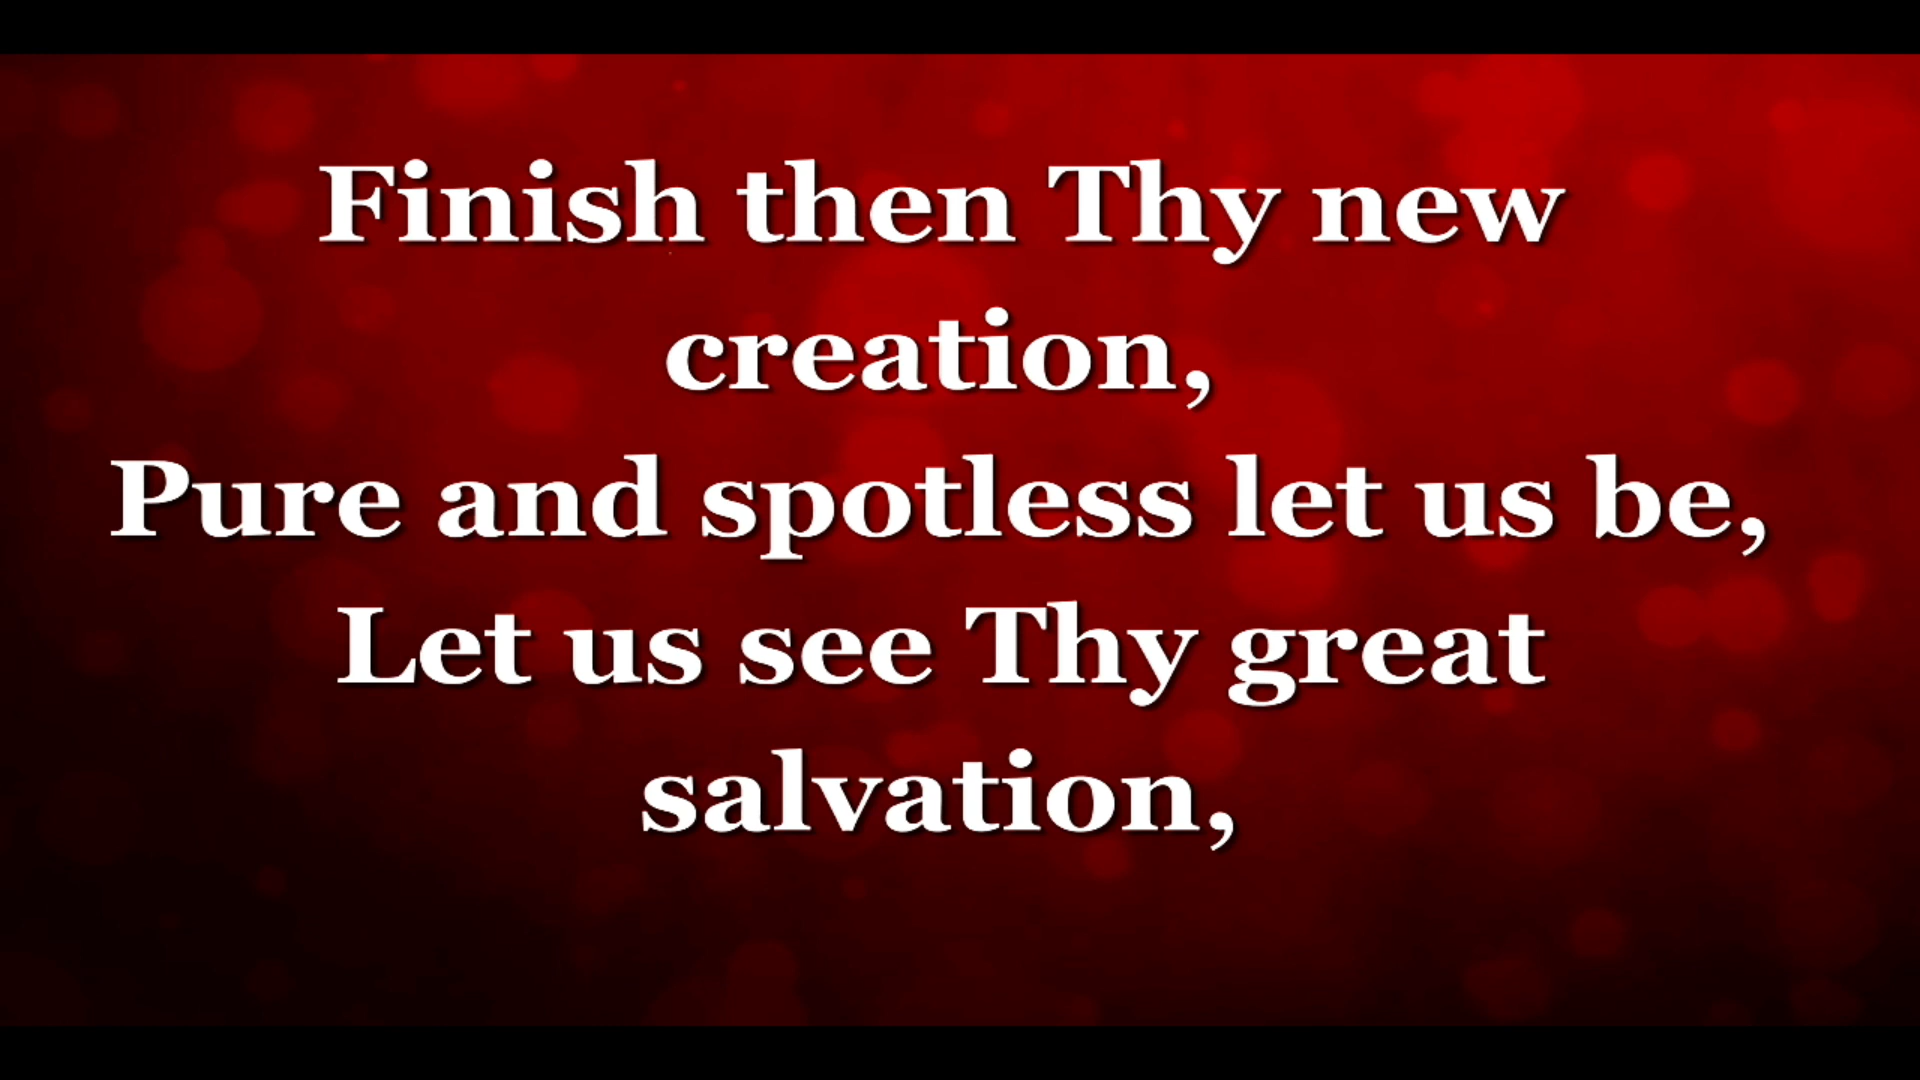 Finish then Thy new
creation,
Pure and spotless let us be,
Let us see Thy great
salvation,